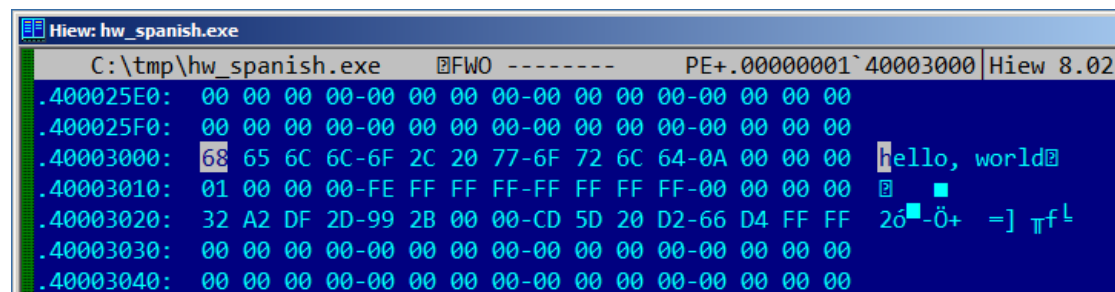 Hiew: hw_spanish.exe
C:\tmp\hw_spanish.exe FWO -------- PE+.00000001`40003000 Hiew 8.02
.400025E0: 00 00 00 00-00 00 00 00-00 00 00 00-00 00 00 00
.400025F0: 00 00 00 00-00 00 00 00-00 00 00 00-00 00 00 00
.40003000: 68 65 6C 6C-6F 2C 20 77-6F 72 6C 64-0A 00 00 00 hello, world
.40003010: 01 00 00 00-FE FF FF FF-FF FF FF FF-00 00 00 00 ■
.40003020: 32 A2 DF 2D-99 2B 00 00-CD 5D 20 D2-66 D4 FF FF 2ó▀-Ö+ =] ╥f╘
.40003030: 00 00 00 00-00 00 00 00-00 00 00 00-00 00 00 00
.40003040: 00 00 00 00-00 00 00 00-00 00 00 00-00 00 00 00